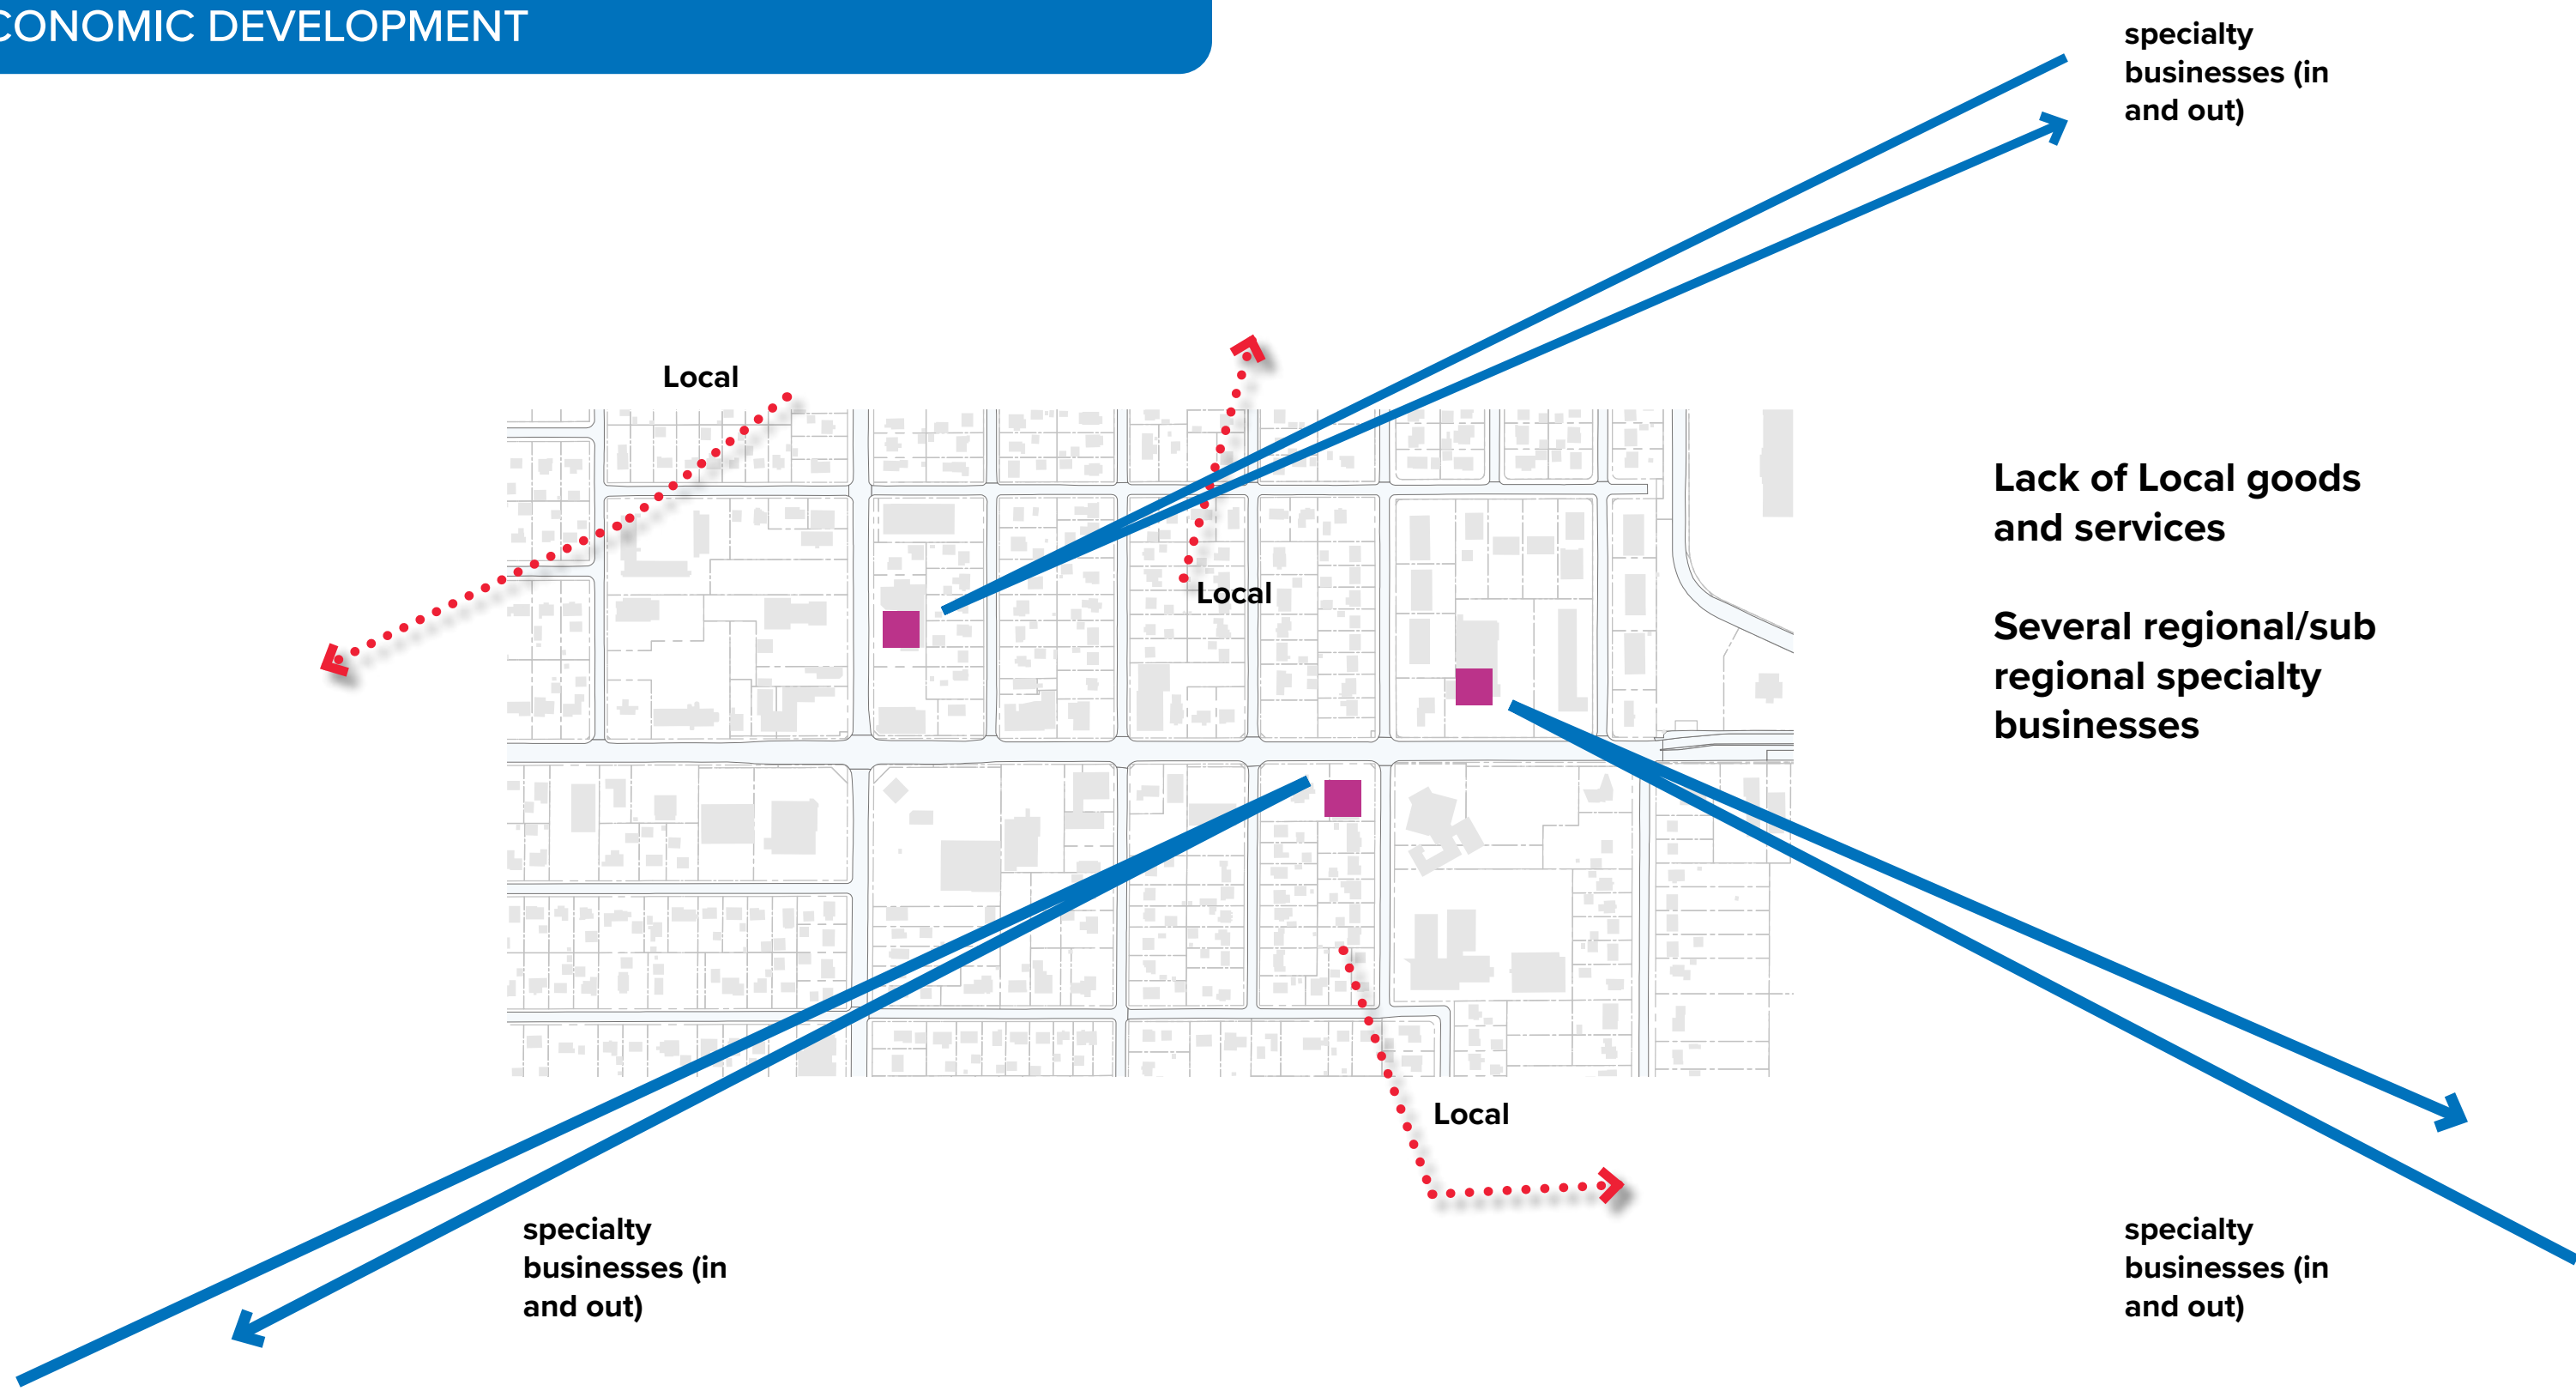 CONOMIC DEVELOPMENT
specialty
businesses (in
and out)
Local
Local
Lack of Local goods
and services
Several regional/sub
regional specialty
businesses
Local
specialty
businesses (in
and out)
specialty
businesses (in
and out)